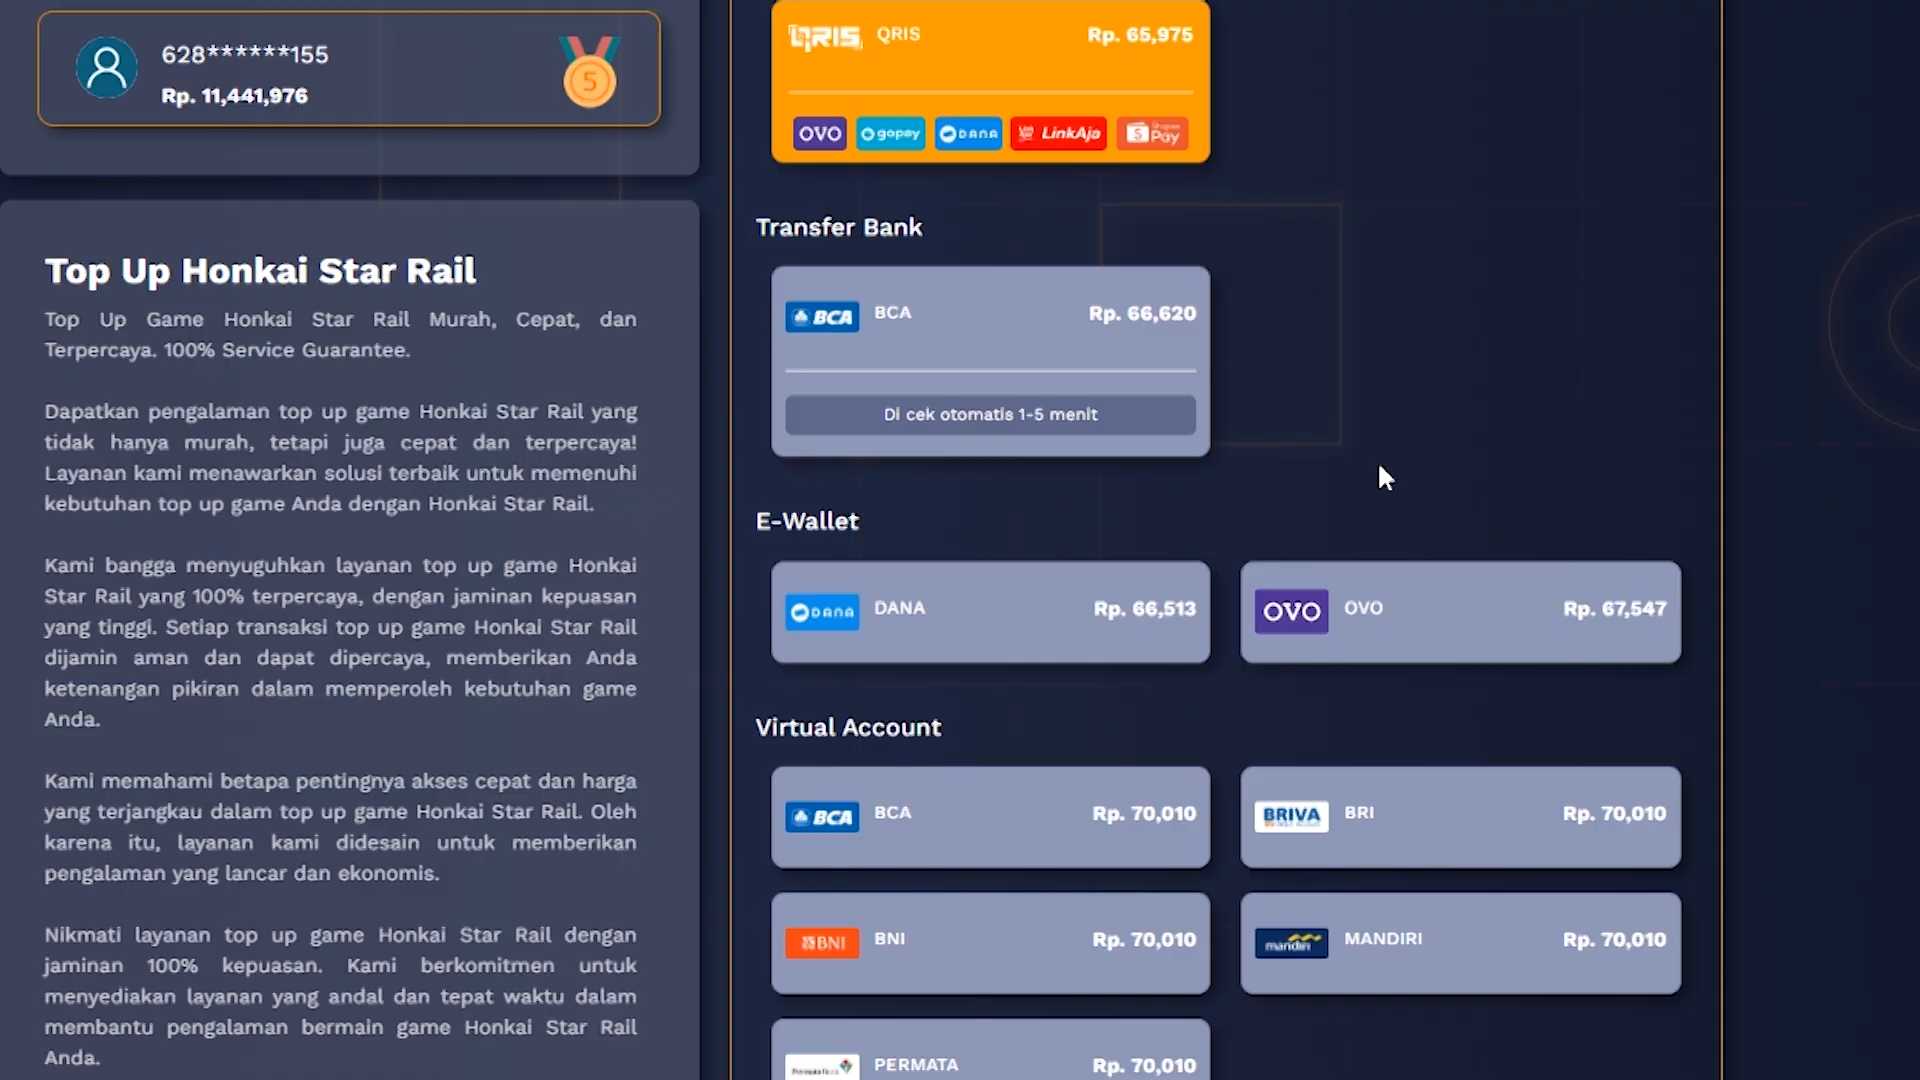 628******155
Rp. 11,441,976
5
Top Up Honkai Star Rail
Top Up Game Honkai Star Rail Murah, Cepat, dan
Terpercaya. 100% Service Guarantee.
Dapatkan pengalaman top up game Honkai Star Rail yang
tidak hanya murah, tetapi juga cepat dan terpercaya!
Layanan kami menawarkan solusi terbaik untuk memenuhi
kebutuhan top up game Anda dengan Honkai Star Rail.
Kami bangga menyuguhkan layanan top up game Honkai
Star Rail yang 100% terpercaya, dengan jaminan kepuasan
yang tinggi. Setiap transaksi top up game Honkai Star Rail
dijamin aman dan dapat dipercaya, memberikan Anda
ketenangan pikiran dalam memperoleh kebutuhan game
Anda.
Kami memahami betapa pentingnya akses cepat dan harga
yang terjangkau dalam top up game Honkai Star Rail. Oleh
karena itu, layanan kami didesain untuk memberikan
pengalaman yang lancar dan ekonomis.
Nikmati layanan top up game Honkai Star Rail dengan
jaminan 100% kepuasan. Kami berkomitmen untuk
menyediakan layanan yang andal dan tepat waktu dalam
membantu pengalaman bermain game Honkai Star Rail
Anda.
QRIS QRIS Rp. 65,975
OVO gopay DANA LinkAja Shopee Pay
Transfer Bank
BCA BCA Rp. 66,620
Di cek otomatis 1-5 menit
E-Wallet
DANA DANA Rp. 66,513
OVO OVO Rp. 67,547
Virtual Account
BCA BCA Rp. 70,010
BRIVA BRI Rp. 70,010
BNI BNI Rp. 70,010
mandiri MANDIRI Rp. 70,010
PermataBank PERMATA Rp. 70,010